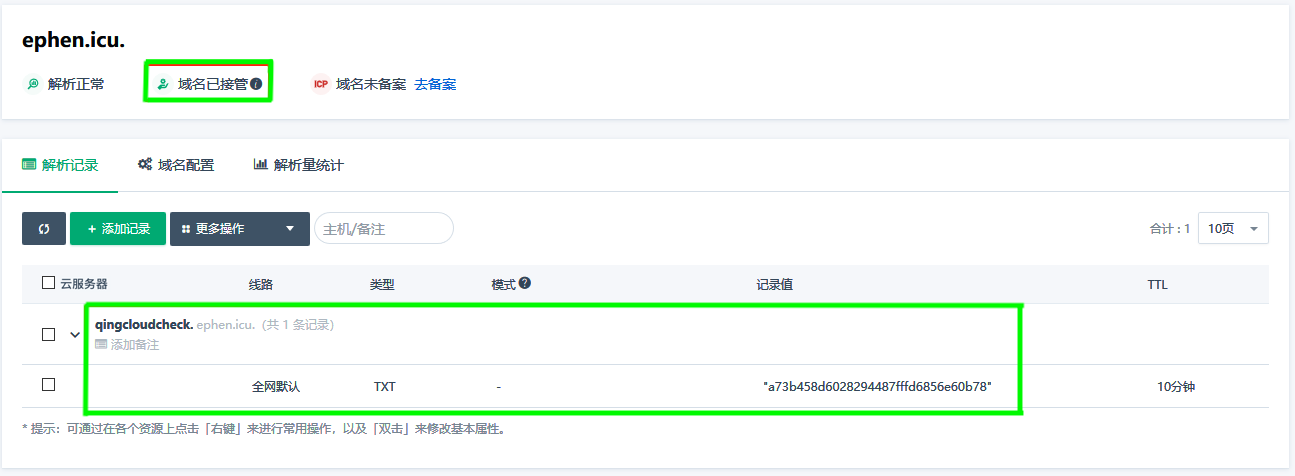 ephen.icu.
解析正常 域名已接管 ICP 域名未备案 去备案
解析记录 域名配置 解析量统计
+ 添加记录 更多操作 主机/备注 合计 : 1 10页
云服务器 线路 类型 模式 记录值 TTL
qingcloudcheck. ephen.icu. (共 1 条记录)
添加备注
全网默认 TXT - "a73b458d6028294487fffd6856e60b78" 10分钟
* 提示：可通过在各个资源上点击「右键」来进行常用操作，以及「双击」来修改基本属性。